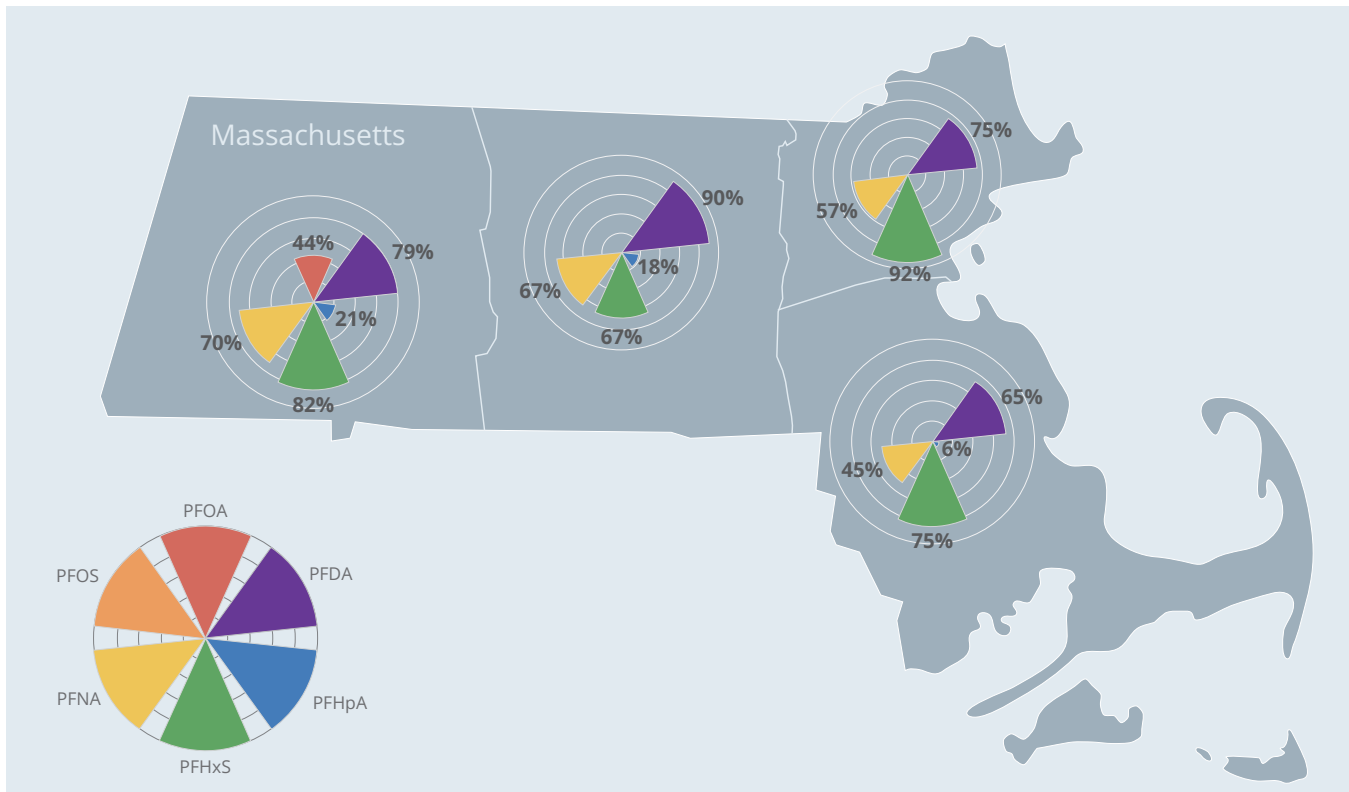 Massachusetts
44%
79%
21%
70%
82%
90%
18%
67%
67%
75%
57%
92%
65%
6%
45%
75%
PFOA
PFOS
PFDA
PFNA
PFHpA
PFHxS